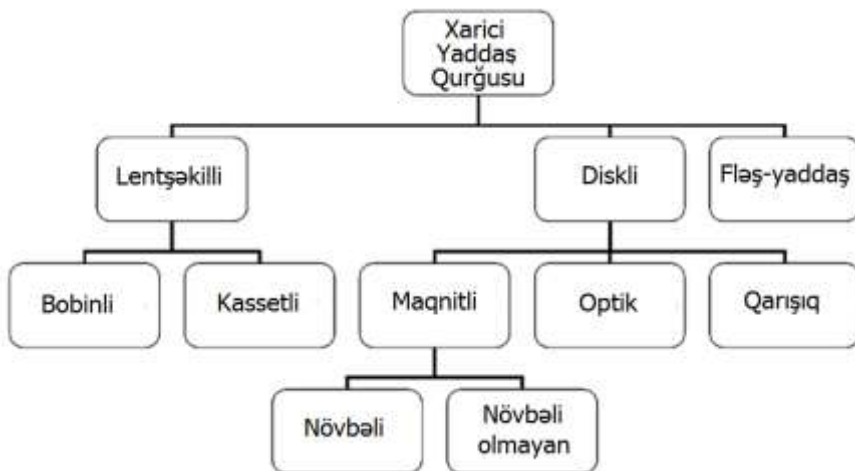 Xarici
Yaddaş
Qurğusu
Lentşəkilli
Diskli
Fləş-yaddaş
Bobinli
Kassetli
Maqnitli
Optik
Qarışıq
Növbəli
Növbəli
olmayan